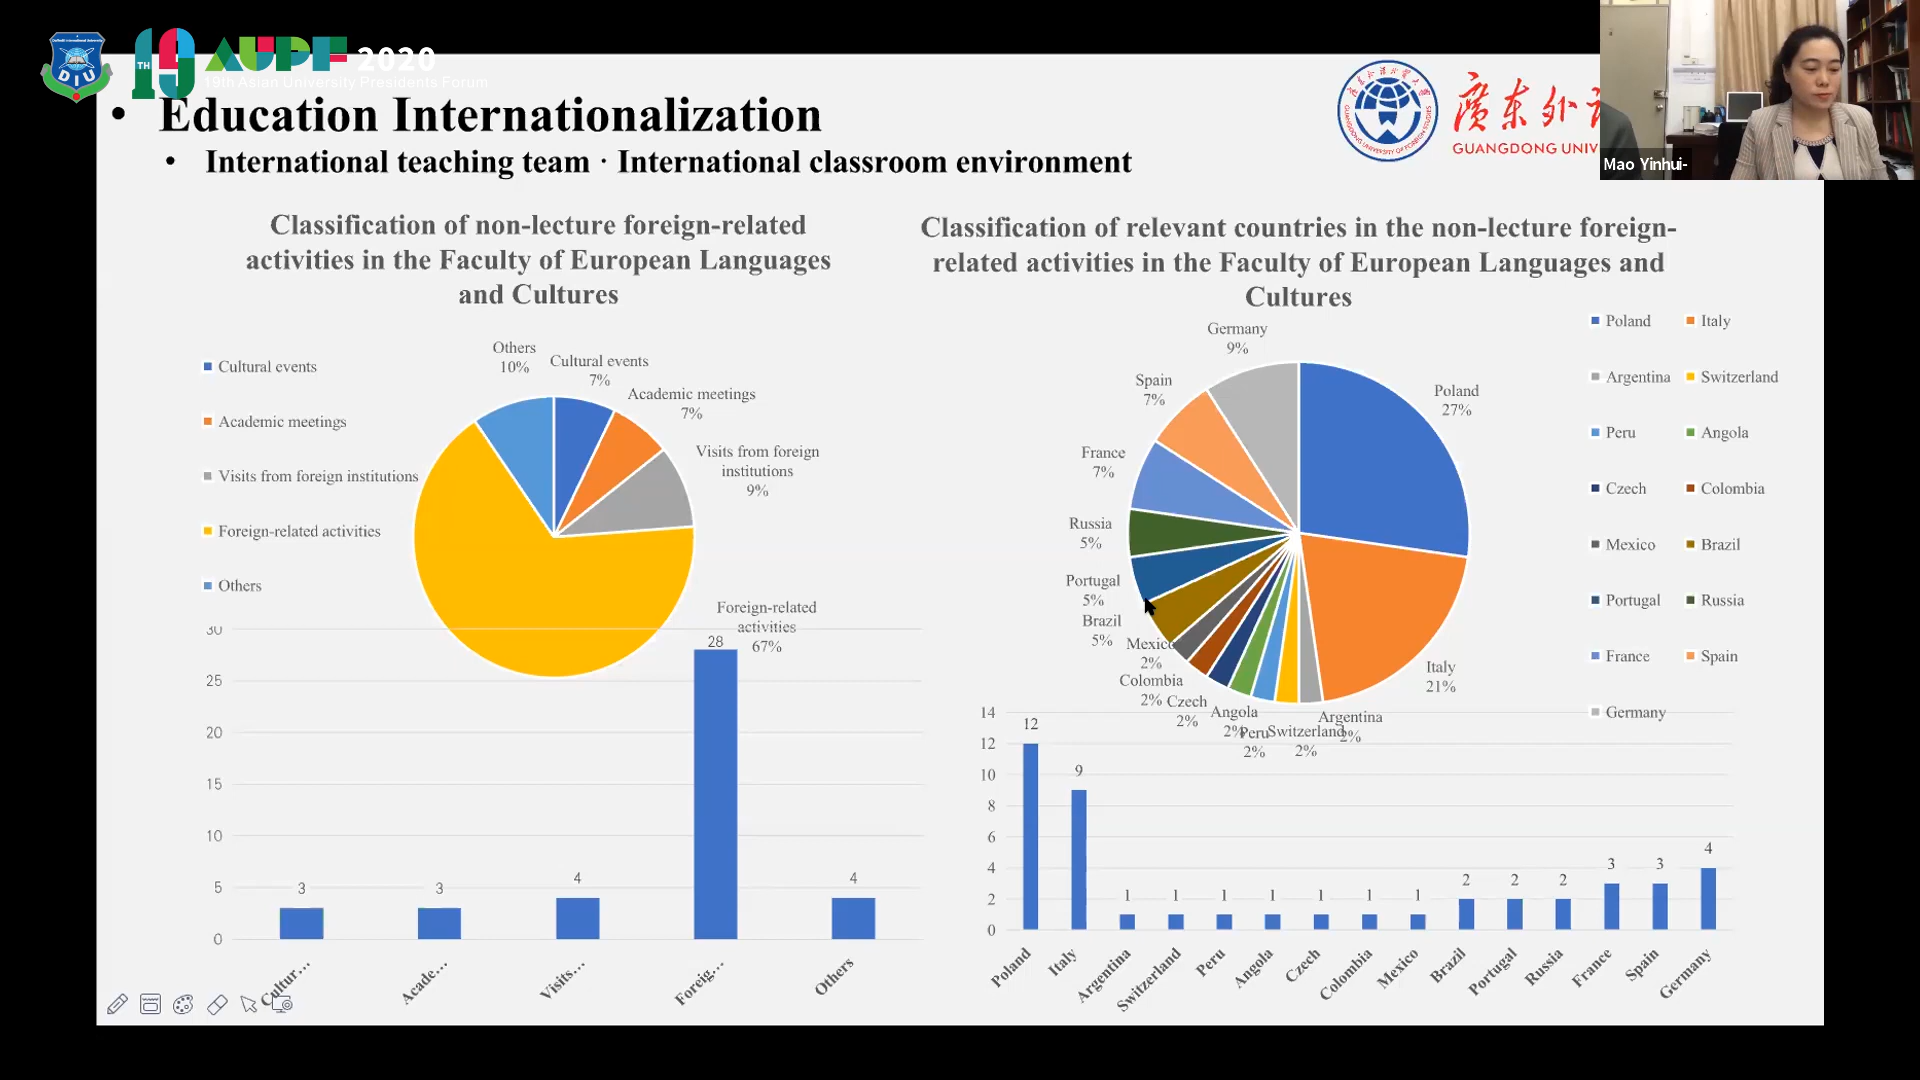 DIU
19TH AUPF 2020
19th Asian University Presidents Forum
• Education Internationalization
• International teaching team · International classroom environment
GUANGDONG UNIV
Mao Yinhui-
Classification of non-lecture foreign-related
activities in the Faculty of European Languages
and Cultures
Cultural events
Academic meetings
Visits from foreign institutions
Foreign-related activities
Others
Others
10%
Cultural events
7%
Academic meetings
7%
Visits from foreign
institutions
9%
Foreign-related
activities
67%
30
25
20
15
10
5
0
3
3
4
28
4
Cultur...
Acade...
Visits...
Foreig...
Others
Classification of relevant countries in the non-lecture foreign-
related activities in the Faculty of European Languages and
Cultures
Poland
Italy
Argentina
Switzerland
Peru
Angola
Czech
Colombia
Mexico
Brazil
Portugal
Russia
France
Spain
Germany
Germany
9%
Spain
7%
France
7%
Russia
5%
Portugal
5%
Brazil
5%
Mexico
2%
Colombia
2%
Czech
2%
Angola
2%
Peru
2%
Switzerland
2%
Argentina
2%
Italy
21%
Poland
27%
14
12
10
8
6
4
2
0
12
9
1
1
1
1
1
1
1
2
2
2
3
3
4
Poland
Italy
Argentina
Switzerland
Peru
Angola
Czech
Colombia
Mexico
Brazil
Portugal
Russia
France
Spain
Germany